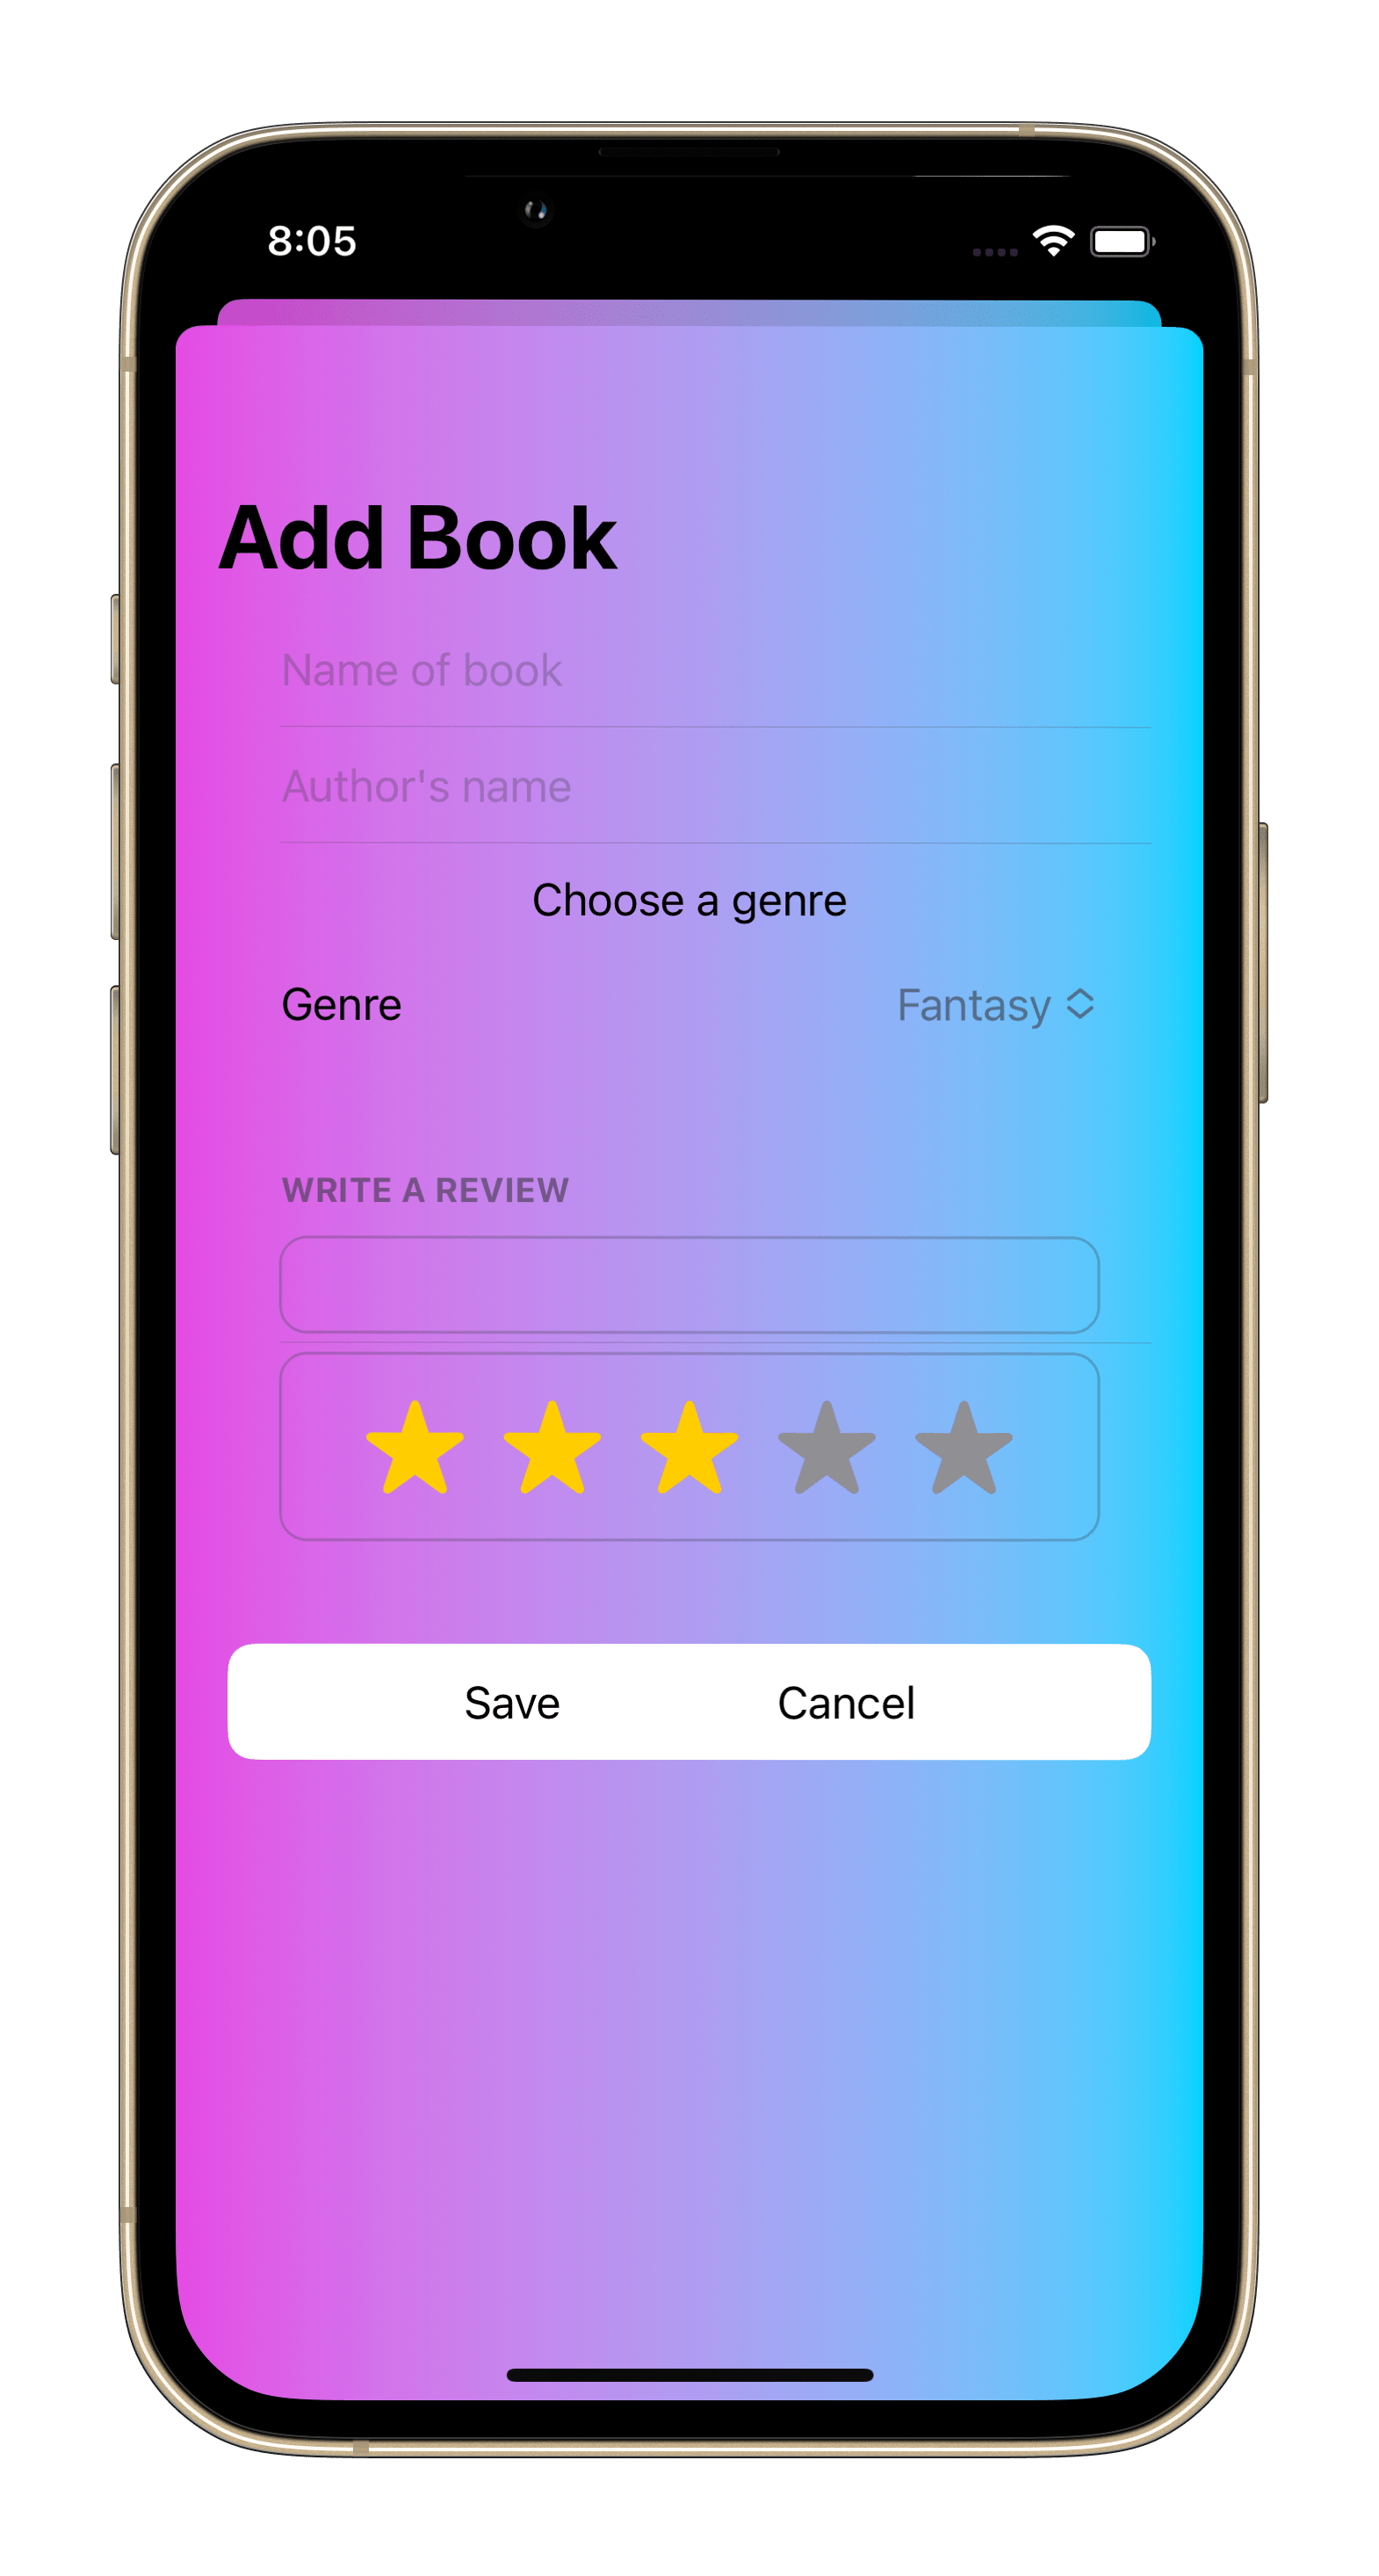 8:05
Add Book
Name of book
Author's name
Choose a genre
Genre Fantasy
WRITE A REVIEW
Save Cancel